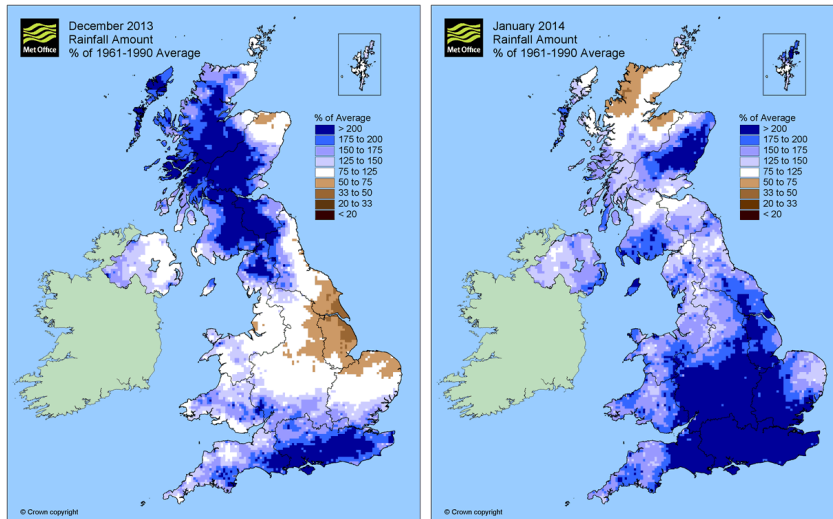 Met Office
December 2013
Rainfall Amount
% of 1961-1990 Average
% of Average
> 200
175 to 200
150 to 175
125 to 150
75 to 125
50 to 75
33 to 50
20 to 33
< 20
© Crown copyright
Met Office
January 2014
Rainfall Amount
% of 1961-1990 Average
% of Average
> 200
175 to 200
150 to 175
125 to 150
75 to 125
50 to 75
33 to 50
20 to 33
< 20
© Crown copyright